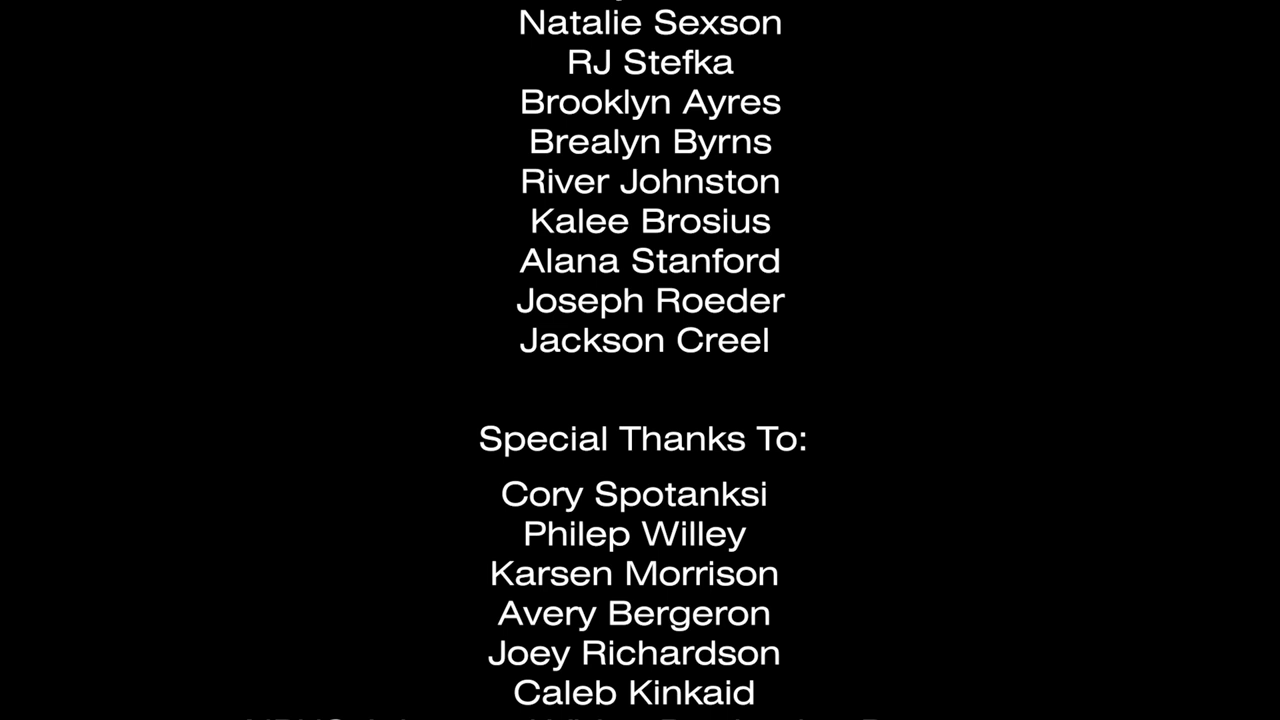 Natalie Sexson
RJ Stefka
Brooklyn Ayres
Brealyn Byrns
River Johnston
Kalee Brosius
Alana Stanford
Joseph Roeder
Jackson Creel
Special Thanks To:
Cory Spotanksi
Philep Willey
Karsen Morrison
Avery Bergeron
Joey Richardson
Caleb Kinkaid